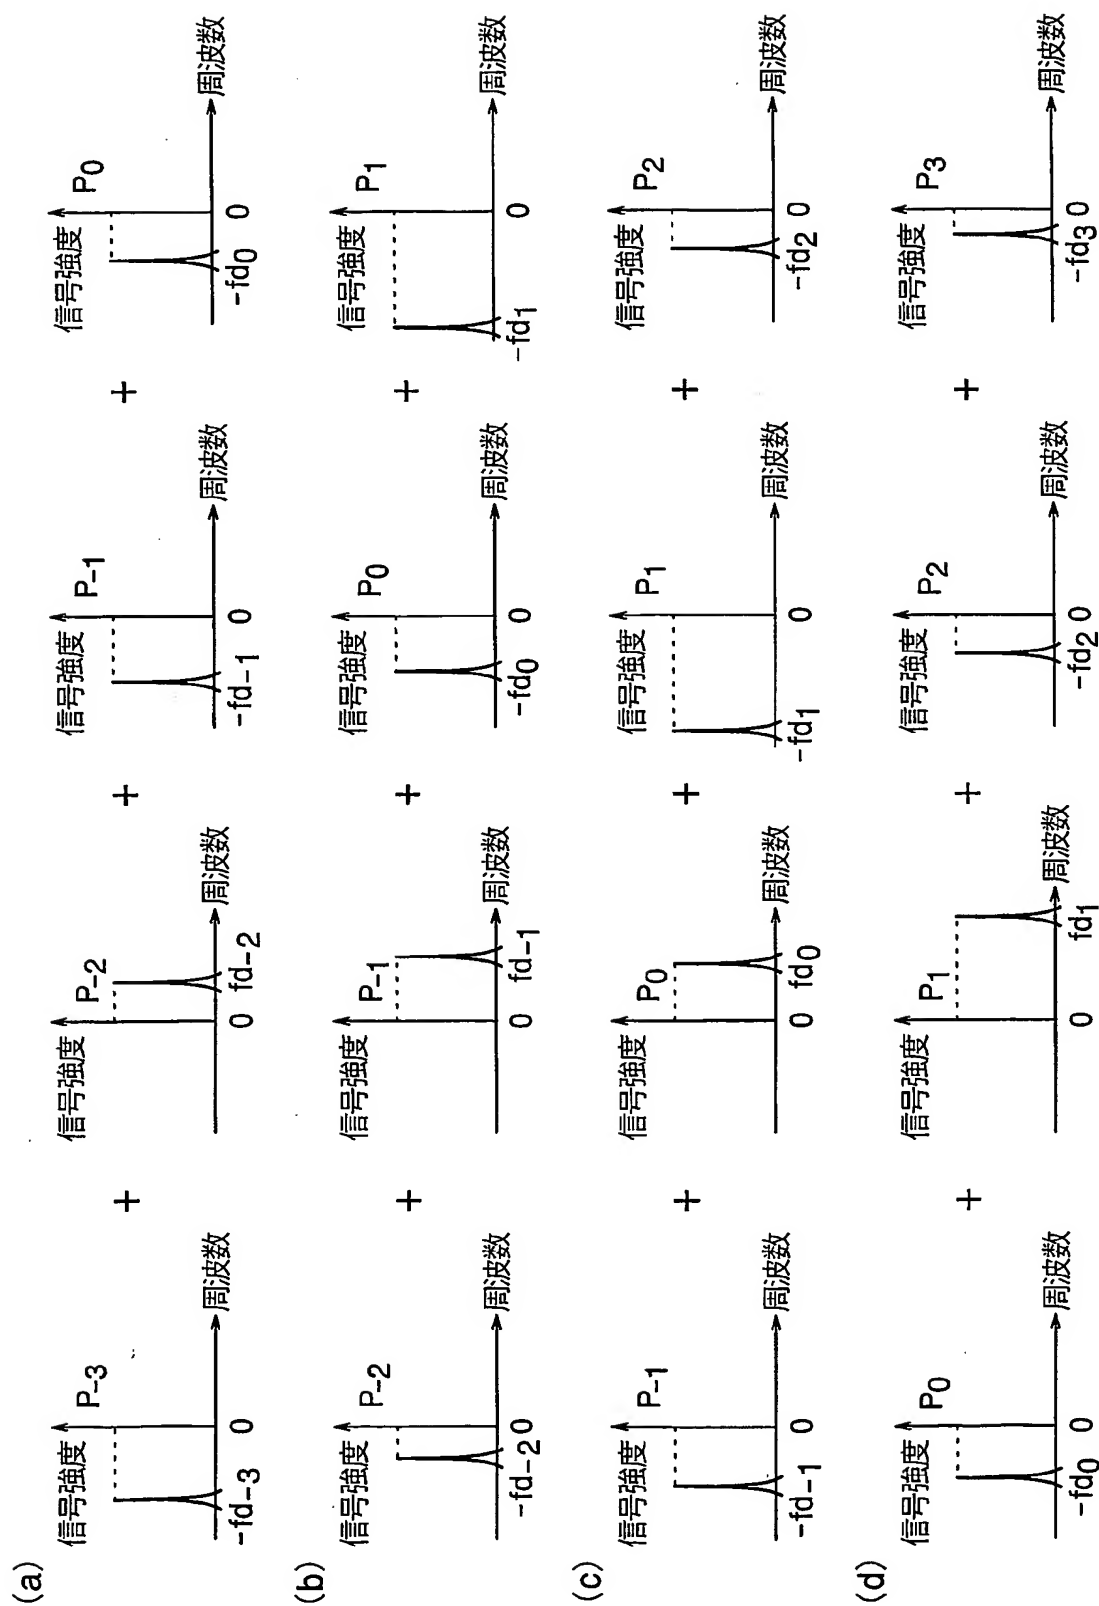 (a)
信号強度 P-3 -fd-3 0 周波数
+
信号強度 P-2 0 fd-2 周波数
+
信号強度 P-1 -fd-1 0 周波数
+
信号強度 P0 -fd0 0 周波数
(b)
信号強度 P-2 -fd-2 0 周波数
+
信号強度 P-1 0 fd-1 周波数
+
信号強度 P0 -fd0 0 周波数
+
信号強度 P1 -fd1 0 周波数
(c)
信号強度 P-1 -fd-1 0 周波数
+
信号強度 P0 0 fd0 周波数
+
信号強度 P1 -fd1 0 周波数
+
信号強度 P2 -fd2 0 周波数
(d)
信号強度 P0 -fd0 0 周波数
+
信号強度 P1 0 fd1 周波数
+
信号強度 P2 -fd2 0 周波数
+
信号強度 P3 -fd3 0 周波数